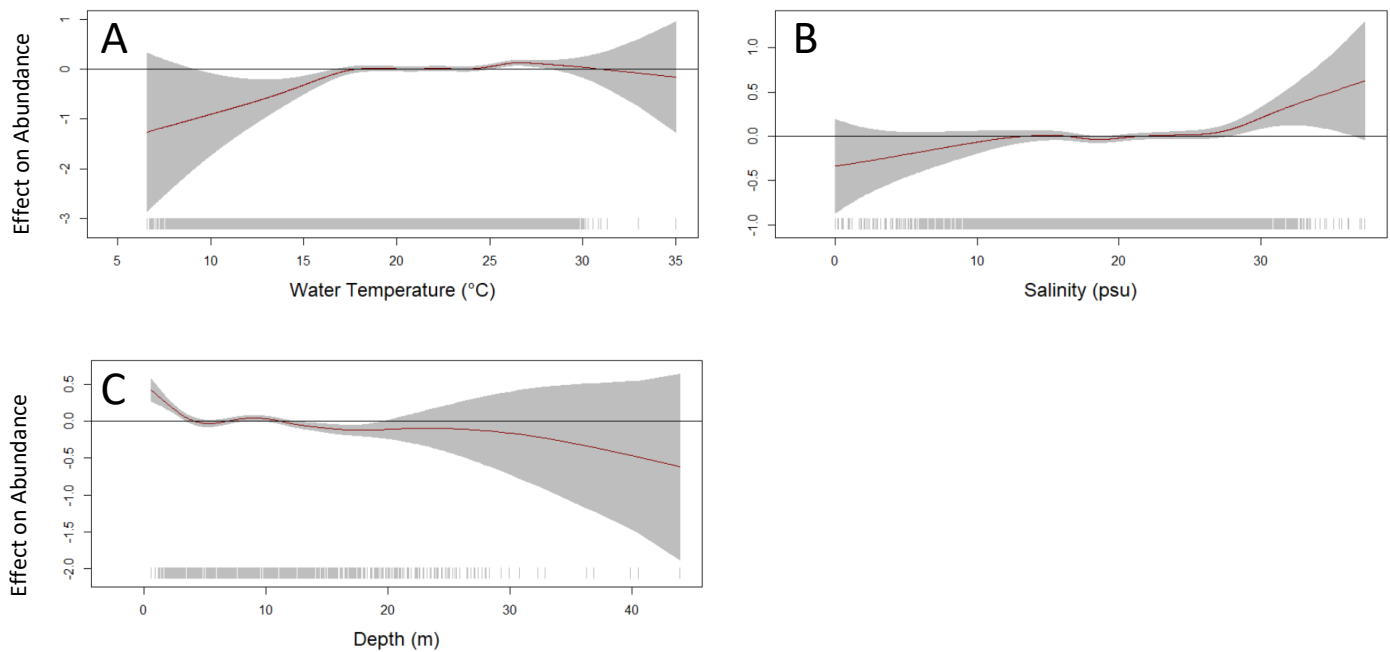 A
Effect on Abundance
1
0
-1
-2
-3
5 10 15 20 25 30 35
Water Temperature (°C)
B
1.0
0.5
0.0
-0.5
-1.0
0 10 20 30
Salinity (psu)
C
Effect on Abundance
0.5
0.0
-0.5
-1.0
-1.5
-2.0
0 10 20 30 40
Depth (m)